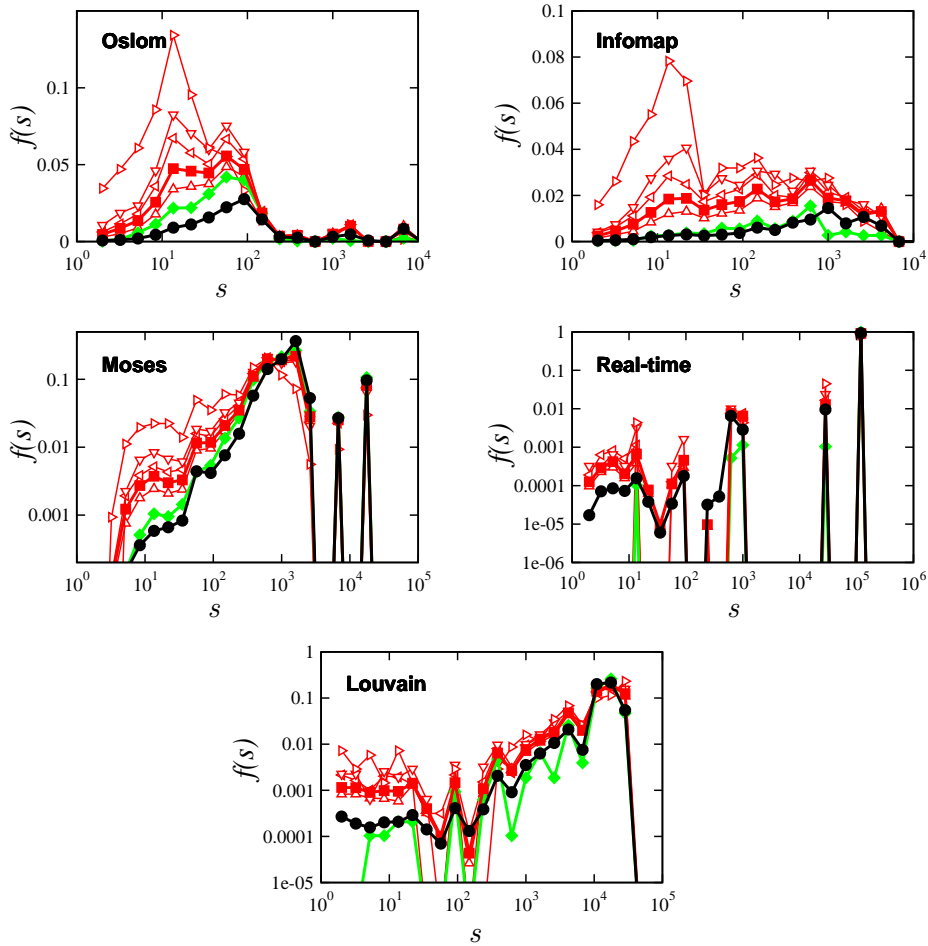 Oslom
f(s)
0.1
0.05
0
10^0 10^1 10^2 10^3 10^4
s
Infomap
f(s)
0.1
0.08
0.06
0.04
0.02
0
10^0 10^1 10^2 10^3 10^4
s
Moses
f(s)
0.1
0.01
0.001
10^0 10^1 10^2 10^3 10^4 10^5
s
Real-time
f(s)
1
0.1
0.01
0.001
0.0001
1e-05
1e-06
10^0 10^1 10^2 10^3 10^4 10^5 10^6
s
Louvain
f(s)
1
0.1
0.01
0.001
0.0001
1e-05
10^0 10^1 10^2 10^3 10^4 10^5
s